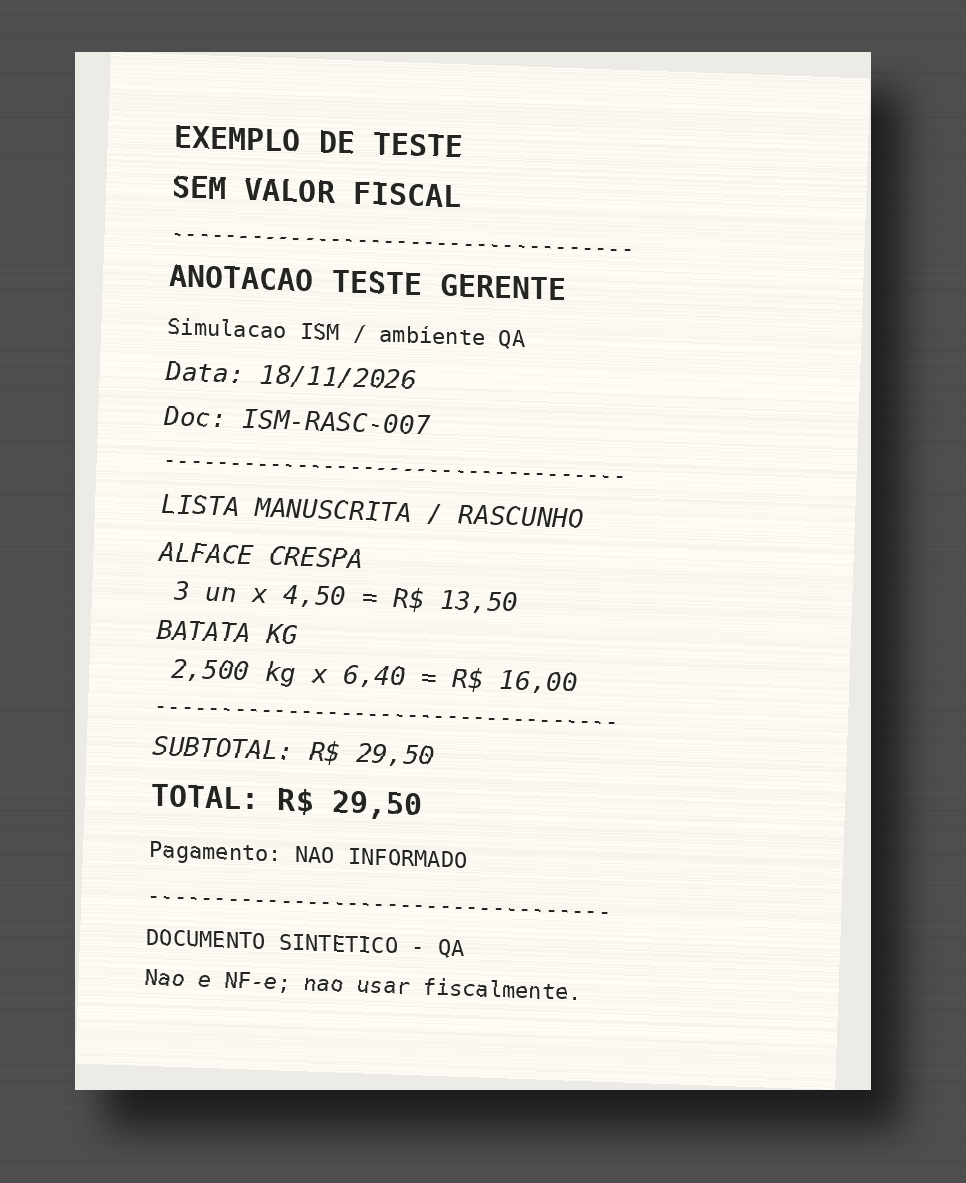 EXEMPLO DE TESTE
SEM VALOR FISCAL
-----------------------------------
ANOTACAO TESTE GERENTE
Simulacao ISM / ambiente QA
Data: 18/11/2026
Doc: ISM-RASC-007
-----------------------------------
LISTA MANUSCRITA / RASCUNHO
ALFACE CRESPA
3 un x 4,50 = R$ 13,50
BATATA KG
2,500 kg x 6,40 = R$ 16,00
-----------------------------------
SUBTOTAL: R$ 29,50
TOTAL: R$ 29,50
Pagamento: NAO INFORMADO
-----------------------------------
DOCUMENTO SINTETICO - QA
Nao e NF-e; nao usar fiscalmente.